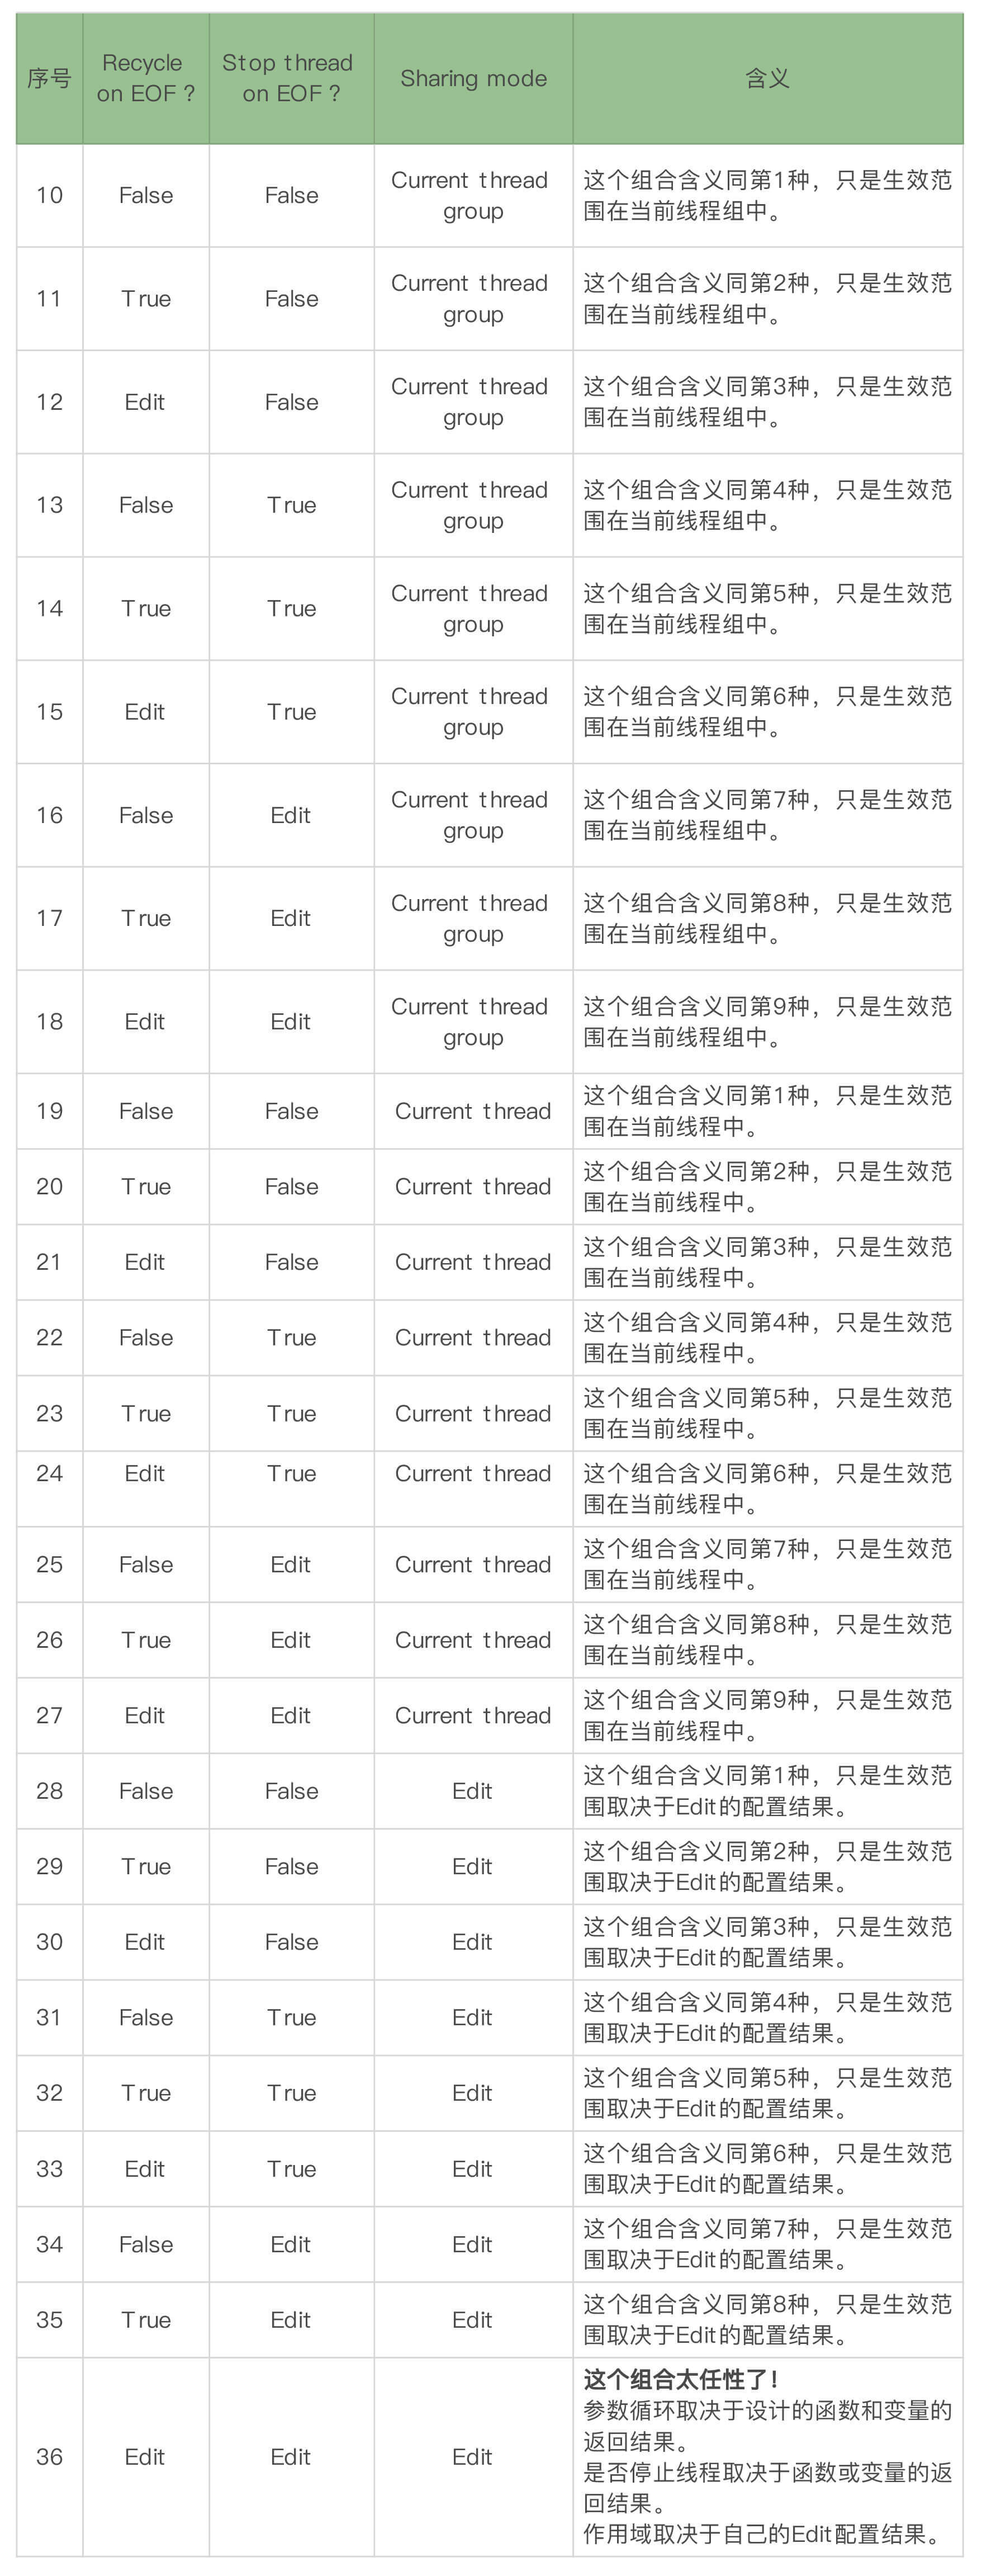 序号
Recycle on EOF ?
Stop thread on EOF ?
Sharing mode
含义
10 False False Current thread group 这个组合含义同第1种，只是生效范
围在当前线程组中。
11 True False Current thread group 这个组合含义同第2种，只是生效范
围在当前线程组中。
12 Edit False Current thread group 这个组合含义同第3种，只是生效范
围在当前线程组中。
13 False True Current thread group 这个组合含义同第4种，只是生效范
围在当前线程组中。
14 True True Current thread group 这个组合含义同第5种，只是生效范
围在当前线程组中。
15 Edit True Current thread group 这个组合含义同第6种，只是生效范
围在当前线程组中。
16 False Edit Current thread group 这个组合含义同第7种，只是生效范
围在当前线程组中。
17 True Edit Current thread group 这个组合含义同第8种，只是生效范
围在当前线程组中。
18 Edit Edit Current thread group 这个组合含义同第9种，只是生效范
围在当前线程组中。
19 False False Current thread 这个组合含义同第1种，只是生效范
围在当前线程中。
20 True False Current thread 这个组合含义同第2种，只是生效范
围在当前线程中。
21 Edit False Current thread 这个组合含义同第3种，只是生效范
围在当前线程中。
22 False True Current thread 这个组合含义同第4种，只是生效范
围在当前线程中。
23 True True Current thread 这个组合含义同第5种，只是生效范
围在当前线程中。
24 Edit True Current thread 这个组合含义同第6种，只是生效范
围在当前线程中。
25 False Edit Current thread 这个组合含义同第7种，只是生效范
围在当前线程中。
26 True Edit Current thread 这个组合含义同第8种，只是生效范
围在当前线程中。
27 Edit Edit Current thread 这个组合含义同第9种，只是生效范
围在当前线程中。
28 False False Edit 这个组合含义同第1种，只是生效范
围取决于Edit的配置结果。
29 True False Edit 这个组合含义同第2种，只是生效范
围取决于Edit的配置结果。
30 Edit False Edit 这个组合含义同第3种，只是生效范
围取决于Edit的配置结果。
31 False True Edit 这个组合含义同第4种，只是生效范
围取决于Edit的配置结果。
32 True True Edit 这个组合含义同第5种，只是生效范
围取决于Edit的配置结果。
33 Edit True Edit 这个组合含义同第6种，只是生效范
围取决于Edit的配置结果。
34 False Edit Edit 这个组合含义同第7种，只是生效范
围取决于Edit的配置结果。
35 True Edit Edit 这个组合含义同第8种，只是生效范
围取决于Edit的配置结果。
36 Edit Edit Edit 这个组合太任性了！
参数循环取决于设计的函数和变量的
返回结果。
是否停止线程取决于函数或变量的返
回结果。
作用域取决于自己的Edit配置结果。